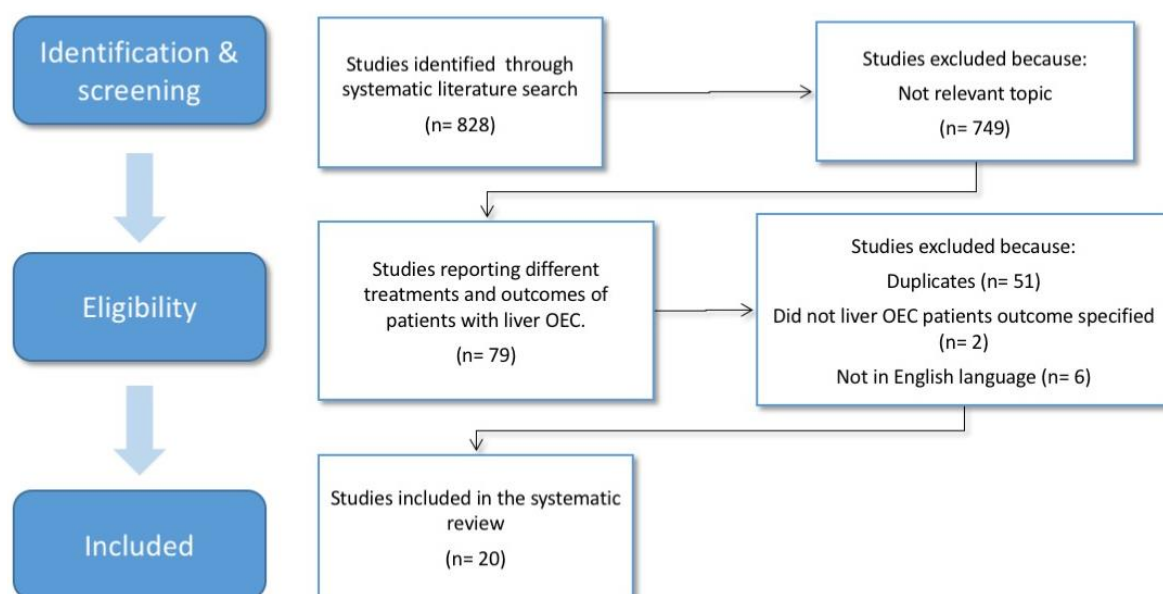 Identification &
screening
Studies identified through
systematic literature search
(n= 828)
Studies excluded because:
Not relevant topic
(n= 749)
Eligibility
Studies reporting different
treatments and outcomes of
patients with liver OEC.
(n= 79)
Studies excluded because:
Duplicates (n= 51)
Did not liver OEC patients outcome specified
(n= 2)
Not in English language (n= 6)
Included
Studies included in the systematic
review
(n= 20)